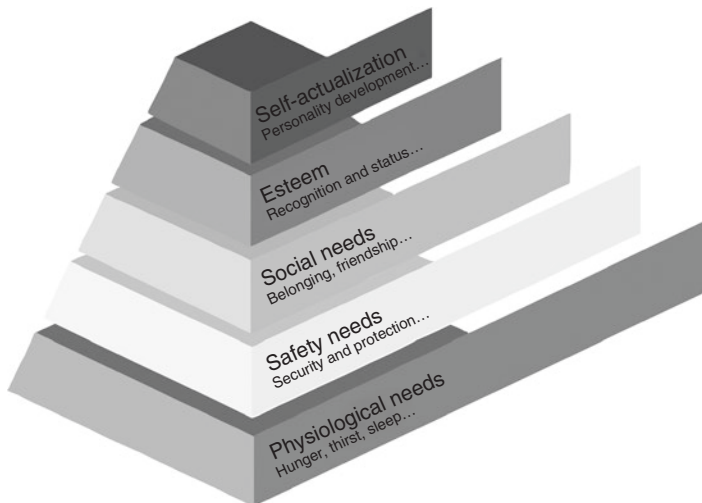 Self-actualization
Personality development…
Esteem
Recognition and status…
Social needs
Belonging, friendship…
Safety needs
Security and protection…
Physiological needs
Hunger, thirst, sleep…